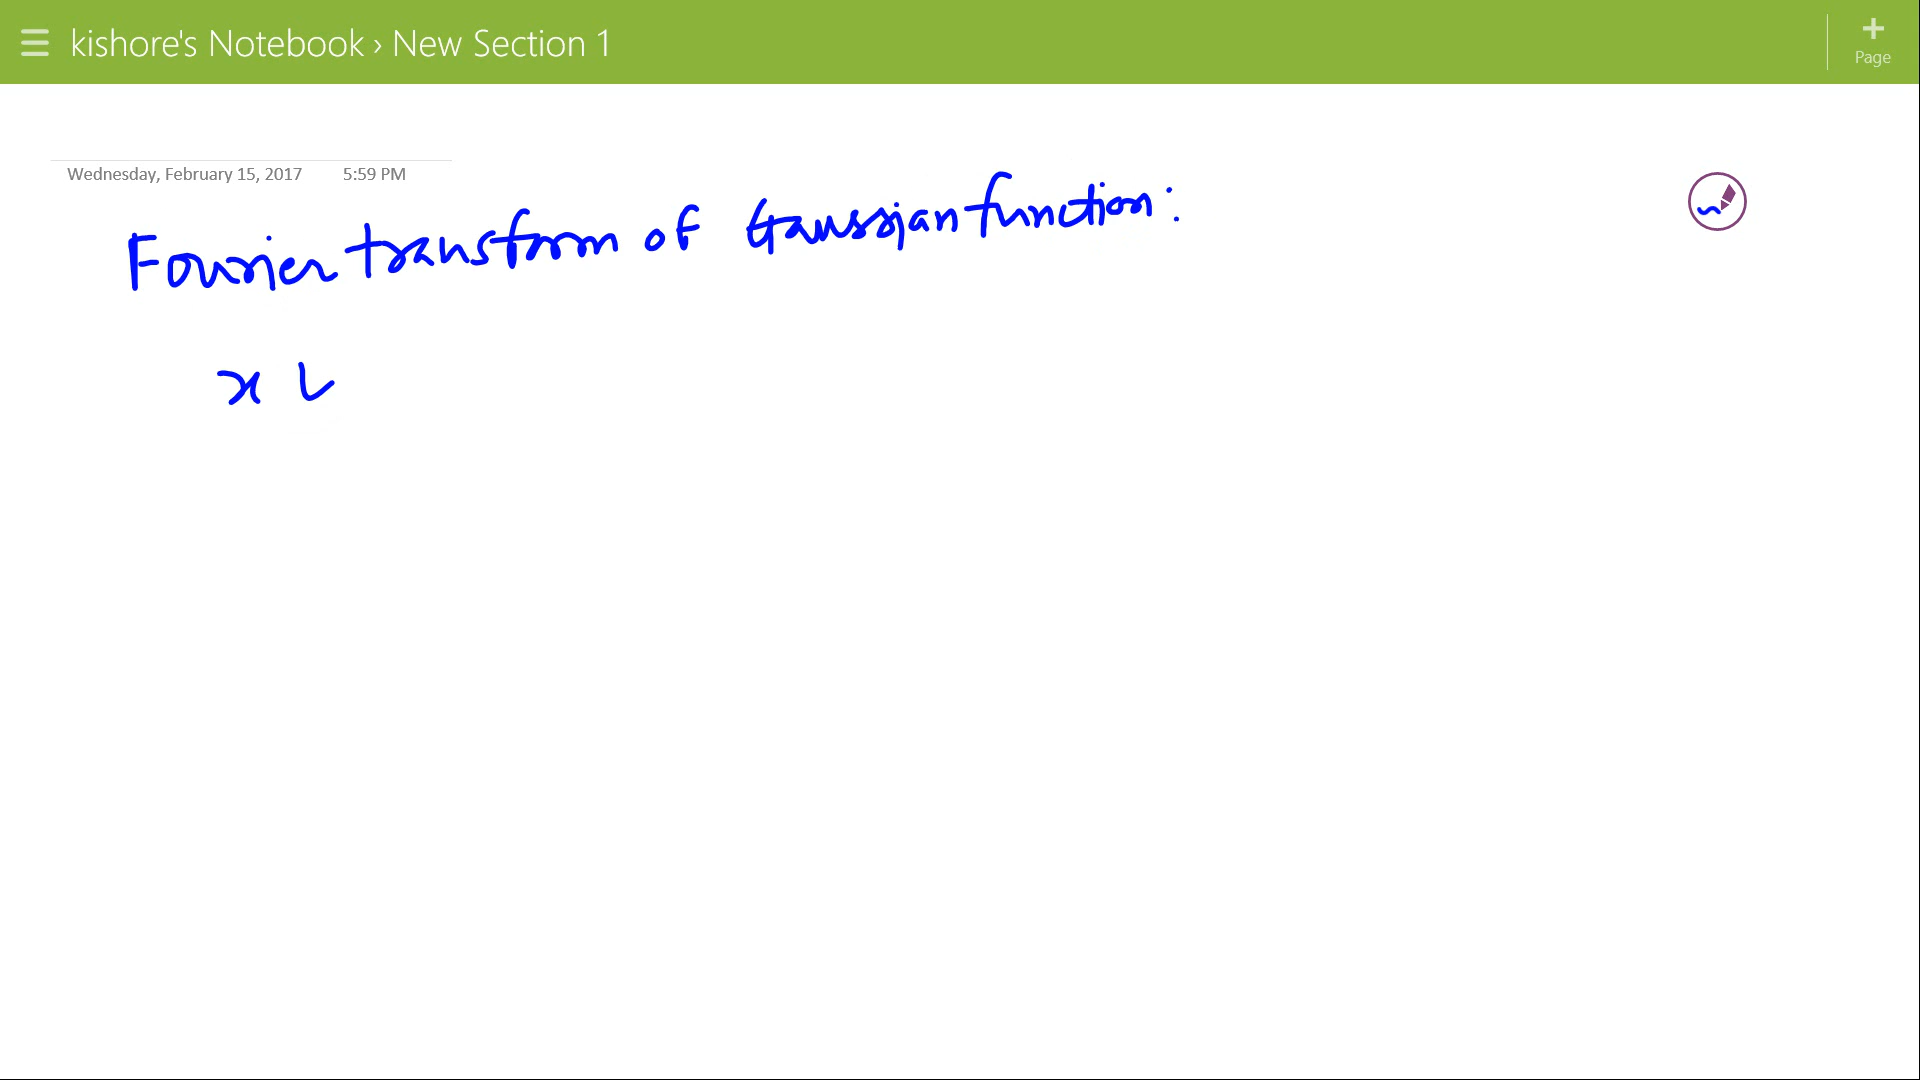 kishore's Notebook › New Section 1
Page
Wednesday, February 15, 2017 5:59 PM
Fourier transform of Gaussian function:
x